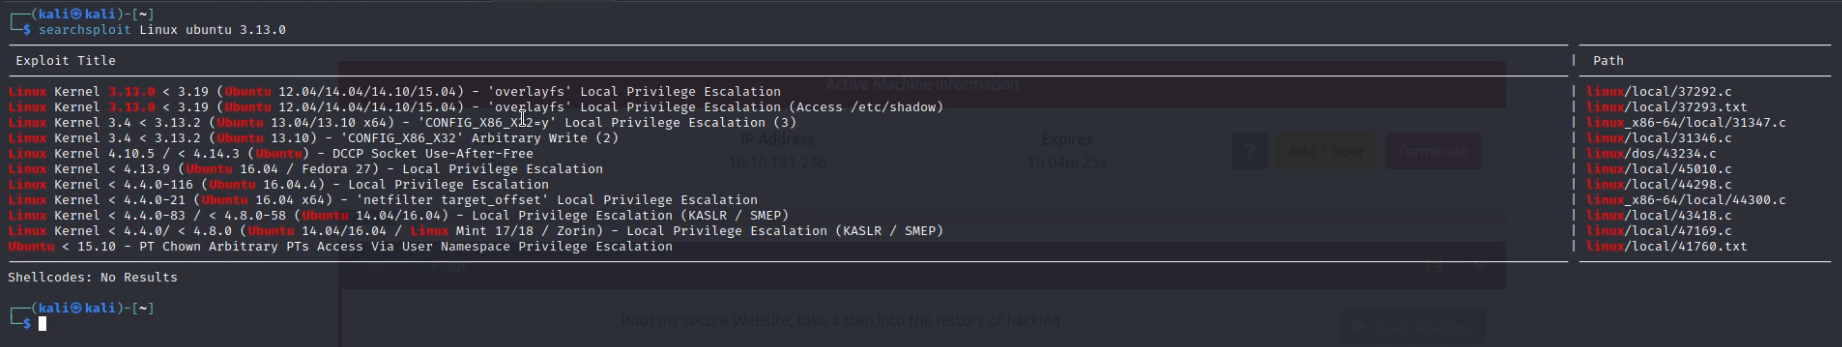 (kali㉿kali)-[~]
$ searchsploit Linux ubuntu 3.13.0
Exploit Title | Path
Linux Kernel 3.13.0 < 3.19 (Ubuntu 12.04/14.04/14.10/15.04) - 'overlayfs' Local Privilege Escalation | linux/local/37292.c
Linux Kernel 3.13.0 < 3.19 (Ubuntu 12.04/14.04/14.10/15.04) - 'overlayfs' Local Privilege Escalation (Access /etc/shadow) | linux/local/37293.txt
Linux Kernel 3.4 < 3.13.2 (Ubuntu 13.04/13.10 x64) - 'CONFIG_X86_X32=y' Local Privilege Escalation (3) | linux_x86-64/local/31347.c
Linux Kernel 3.4 < 3.13.2 (Ubuntu 13.10) - 'CONFIG_X86_X32' Arbitrary Write (2) | linux/local/31346.c
Linux Kernel 4.10.5 / < 4.14.3 (Ubuntu) - DCCP Socket Use-After-Free | linux/dos/43234.c
Linux Kernel < 4.13.9 (Ubuntu 16.04 / Fedora 27) - Local Privilege Escalation | linux/local/45010.c
Linux Kernel < 4.4.0-116 (Ubuntu 16.04.4) - Local Privilege Escalation | linux/local/44298.c
Linux Kernel < 4.4.0-21 (Ubuntu 16.04 x64) - 'netfilter target_offset' Local Privilege Escalation | linux_x86-64/local/44300.c
Linux Kernel < 4.4.0-83 / < 4.8.0-58 (Ubuntu 14.04/16.04) - Local Privilege Escalation (KASLR / SMEP) | linux/local/43418.c
Linux Kernel < 4.4.0/ < 4.8.0 (Ubuntu 14.04/16.04 / Linux Mint 17/18 / Zorin) - Local Privilege Escalation (KASLR / SMEP) | linux/local/47169.c
Ubuntu < 15.10 - PT Chown Arbitrary PTs Access Via User Namespace Privilege Escalation | linux/local/41760.txt
Shellcodes: No Results
(kali㉿kali)-[~]
$
Active Machine Information
IP Address Expires
10.10.191.236 1h 04m 25s ? Add 1 hour Terminate
Flags
Root my secure Website, take a step into the history of hacking.
Start Machine